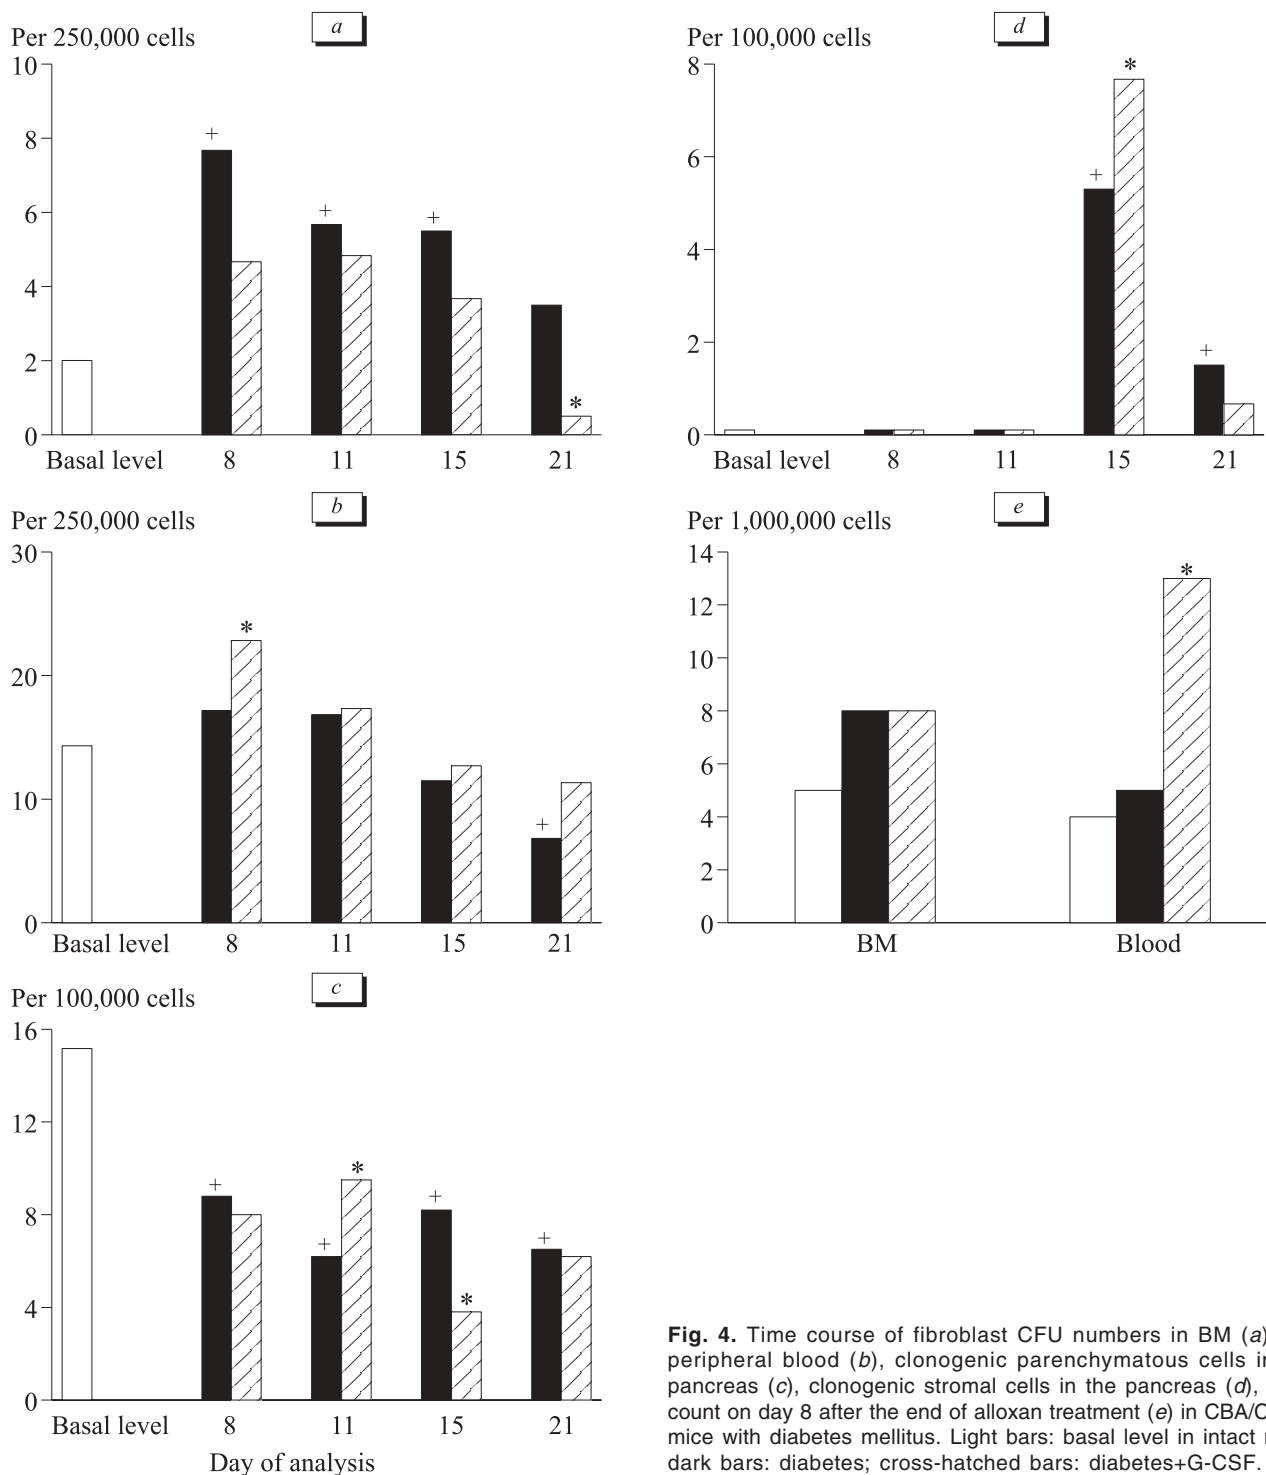 a
Per 250,000 cells
10
8
6
4
2
0
+
+
+
*
Basal level 8 11 15 21
b
Per 250,000 cells
30
20
10
0
*
+
Basal level 8 11 15 21
c
Per 100,000 cells
16
12
8
4
0
+
+
*
+
*
+
Basal level 8 11 15 21
Day of analysis
d
Per 100,000 cells
8
6
4
2
0
+
*
+
Basal level 8 11 15 21
e
Per 1,000,000 cells
14
12
10
8
6
4
2
0
*
BM Blood
Fig. 4. Time course of fibroblast CFU numbers in BM (a)
peripheral blood (b), clonogenic parenchymatous cells in
pancreas (c), clonogenic stromal cells in the pancreas (d),
count on day 8 after the end of alloxan treatment (e) in CBA/C
mice with diabetes mellitus. Light bars: basal level in intact
dark bars: diabetes; cross-hatched bars: diabetes+G-CSF.